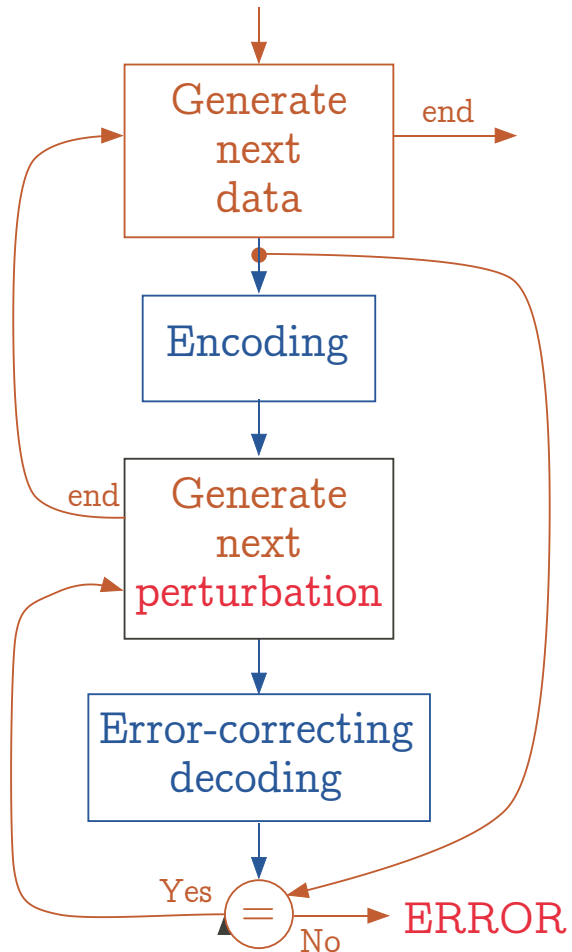 Generate
next
data
end
Encoding
end
Generate
next
perturbation
Error-correcting
decoding
Yes
=
No
ERROR